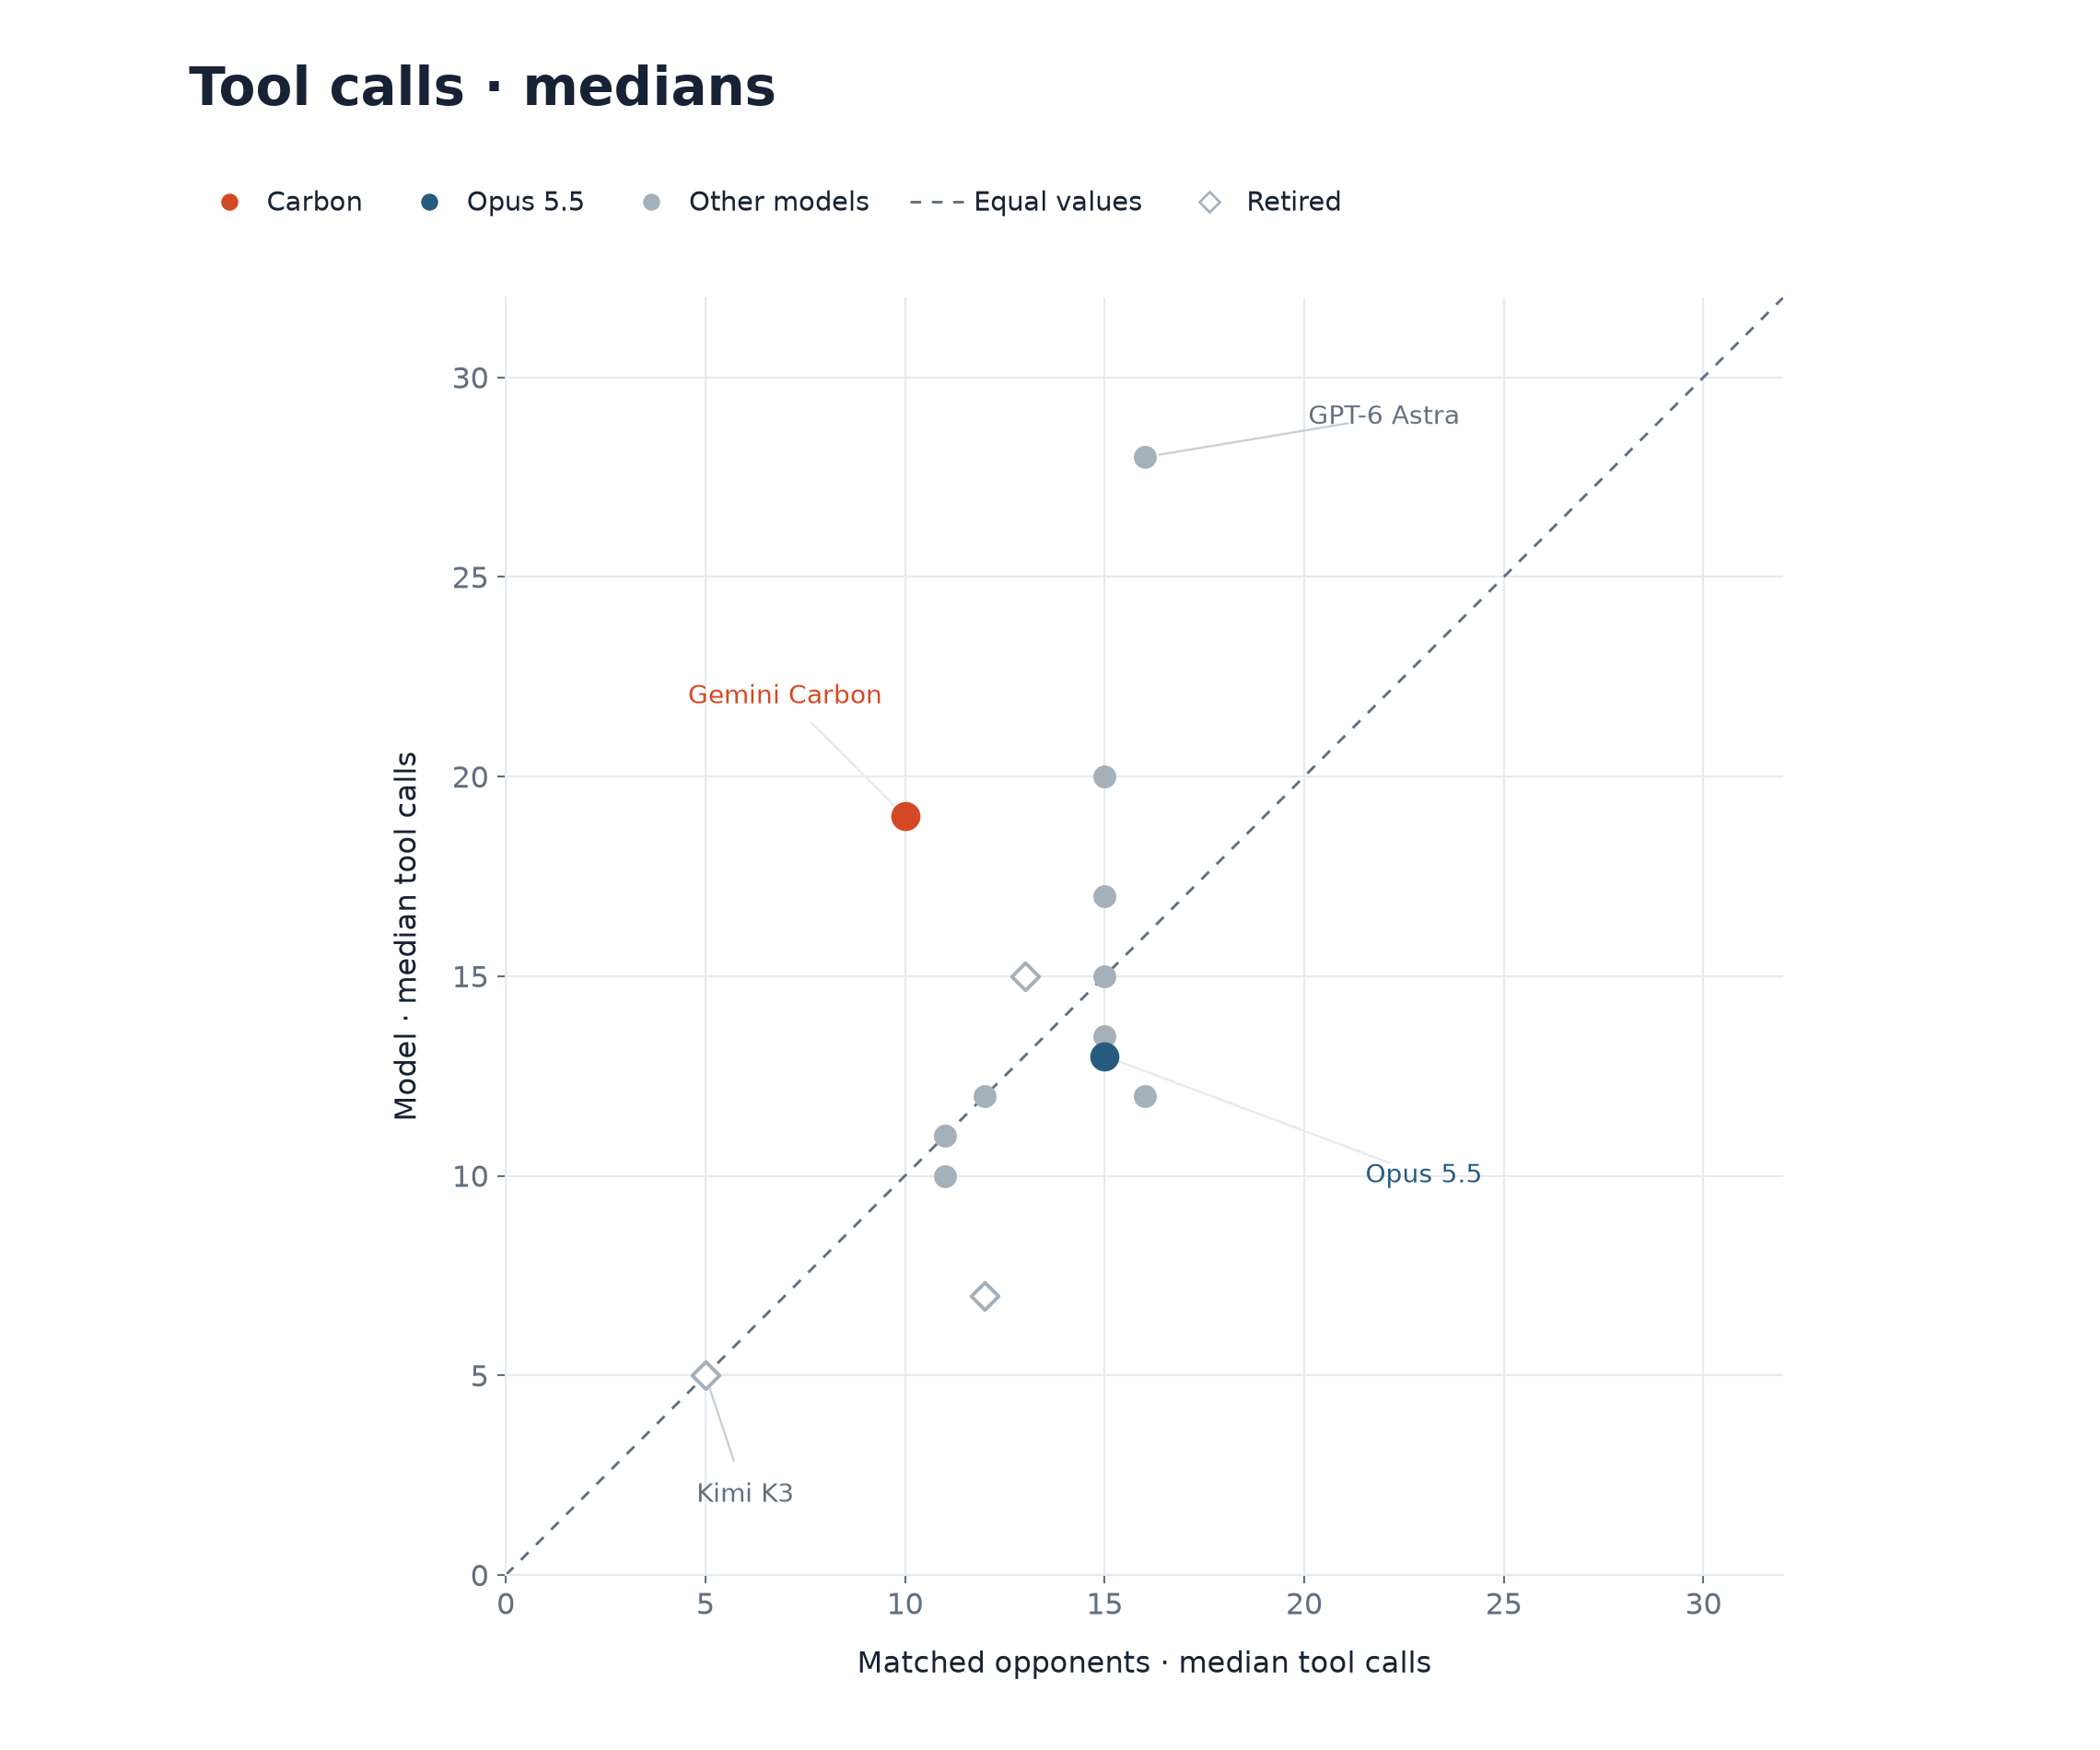 Tool calls · medians
Carbon Opus 5.5 Other models Equal values Retired
30
GPT-6 Astra
25
Gemini Carbon
20
Model · median tool calls
15
10
Opus 5.5
5
Kimi K3
0
0 5 10 15 20 25 30
Matched opponents · median tool calls